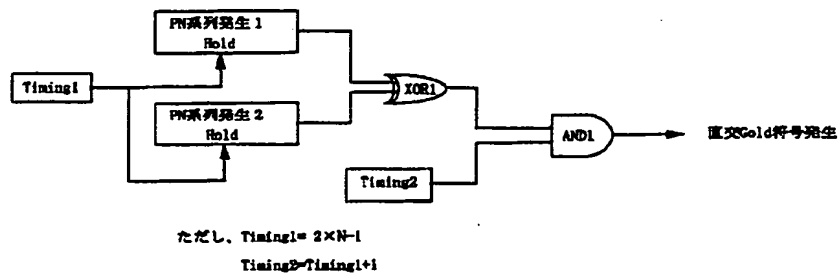 PN系列発生1
Hold
Timing1
XOR1
PN系列発生2
Hold
AND1
直交Gold符号発生
Timing2
ただし、Timing1= 2×N-1
Timing2=Timing1+1